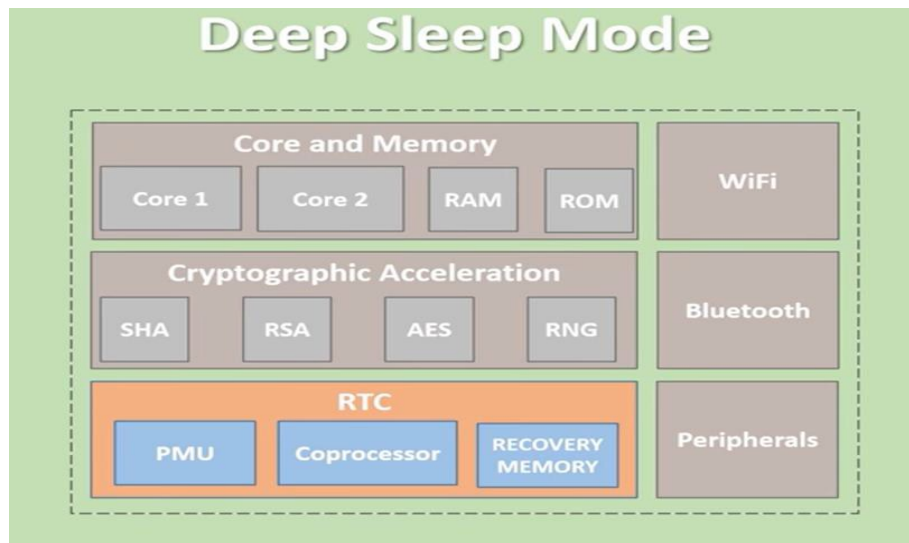 Deep Sleep Mode
Core and Memory
Core 1
Core 2
RAM
ROM
WiFi
Cryptographic Acceleration
SHA
RSA
AES
RNG
Bluetooth
RTC
PMU
Coprocessor
RECOVERY
MEMORY
Peripherals